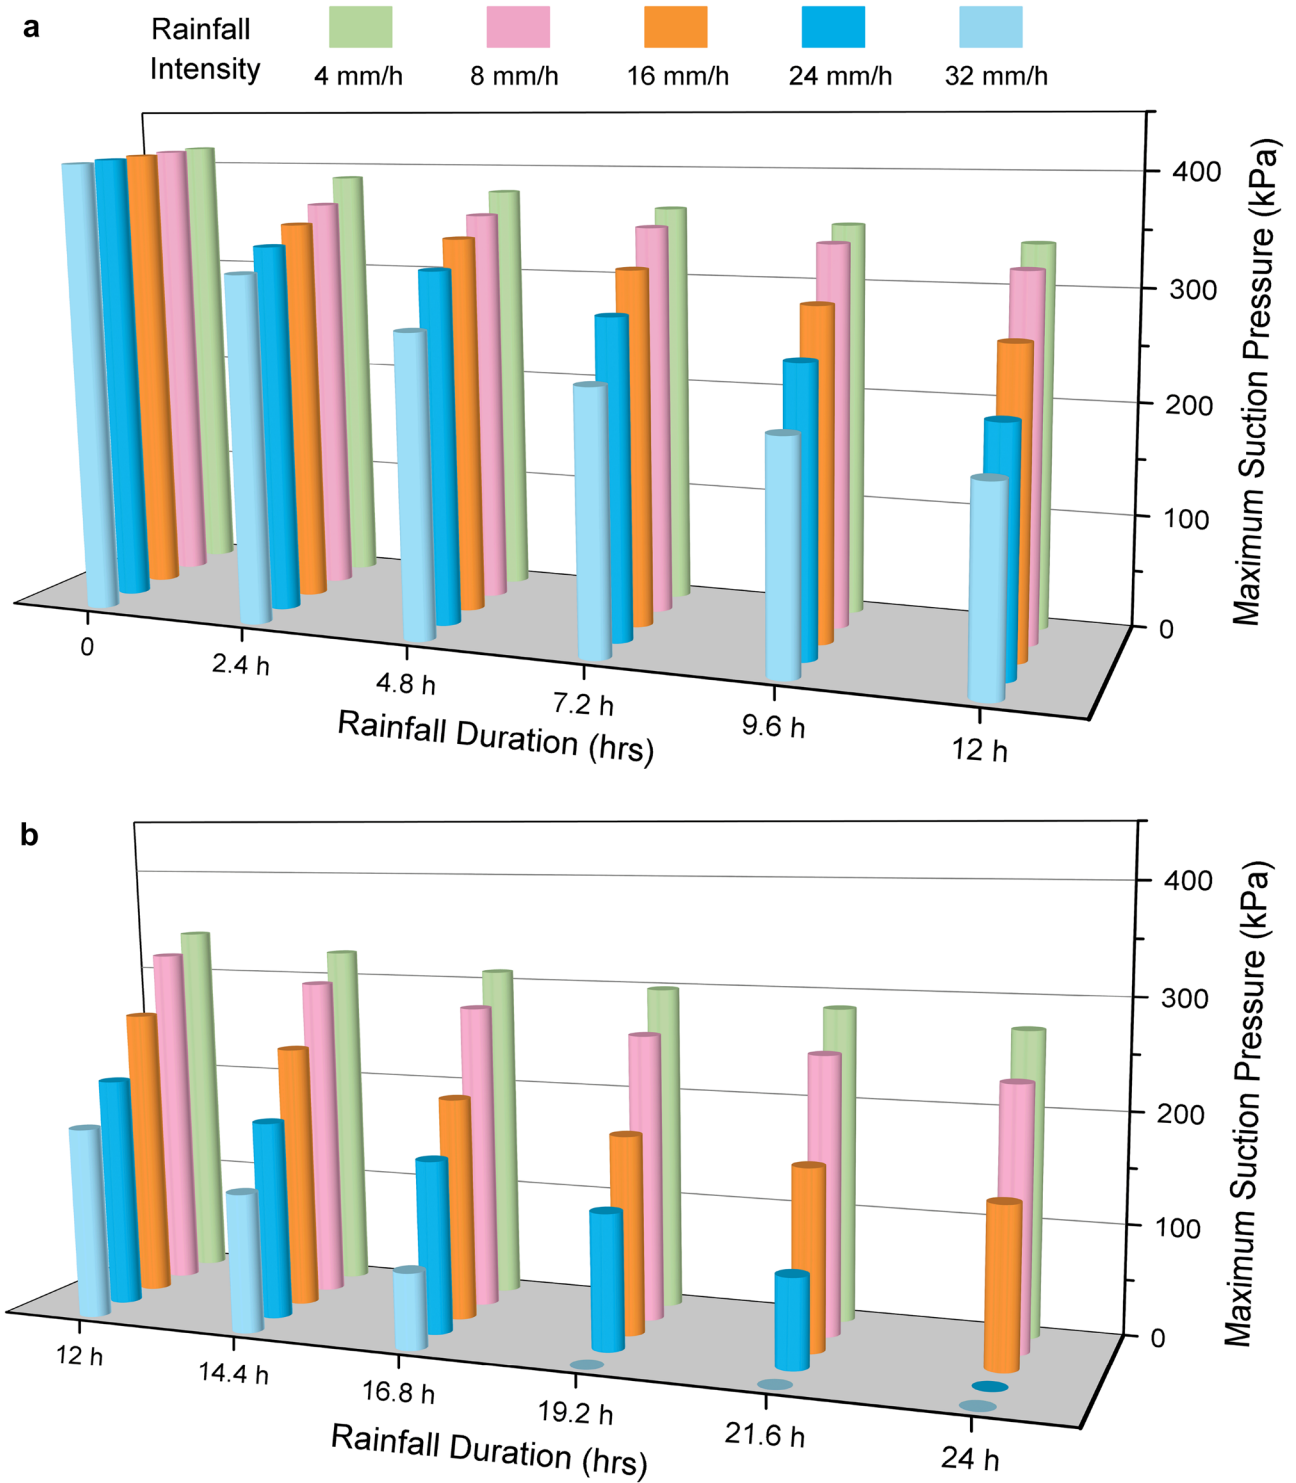 a
Rainfall
Intensity
4 mm/h
8 mm/h
16 mm/h
24 mm/h
32 mm/h
400
300
200
100
0
Maximum Suction Pressure (kPa)
0
2.4 h
4.8 h
7.2 h
9.6 h
12 h
Rainfall Duration (hrs)
b
400
300
200
100
0
Maximum Suction Pressure (kPa)
12 h
14.4 h
16.8 h
19.2 h
21.6 h
24 h
Rainfall Duration (hrs)